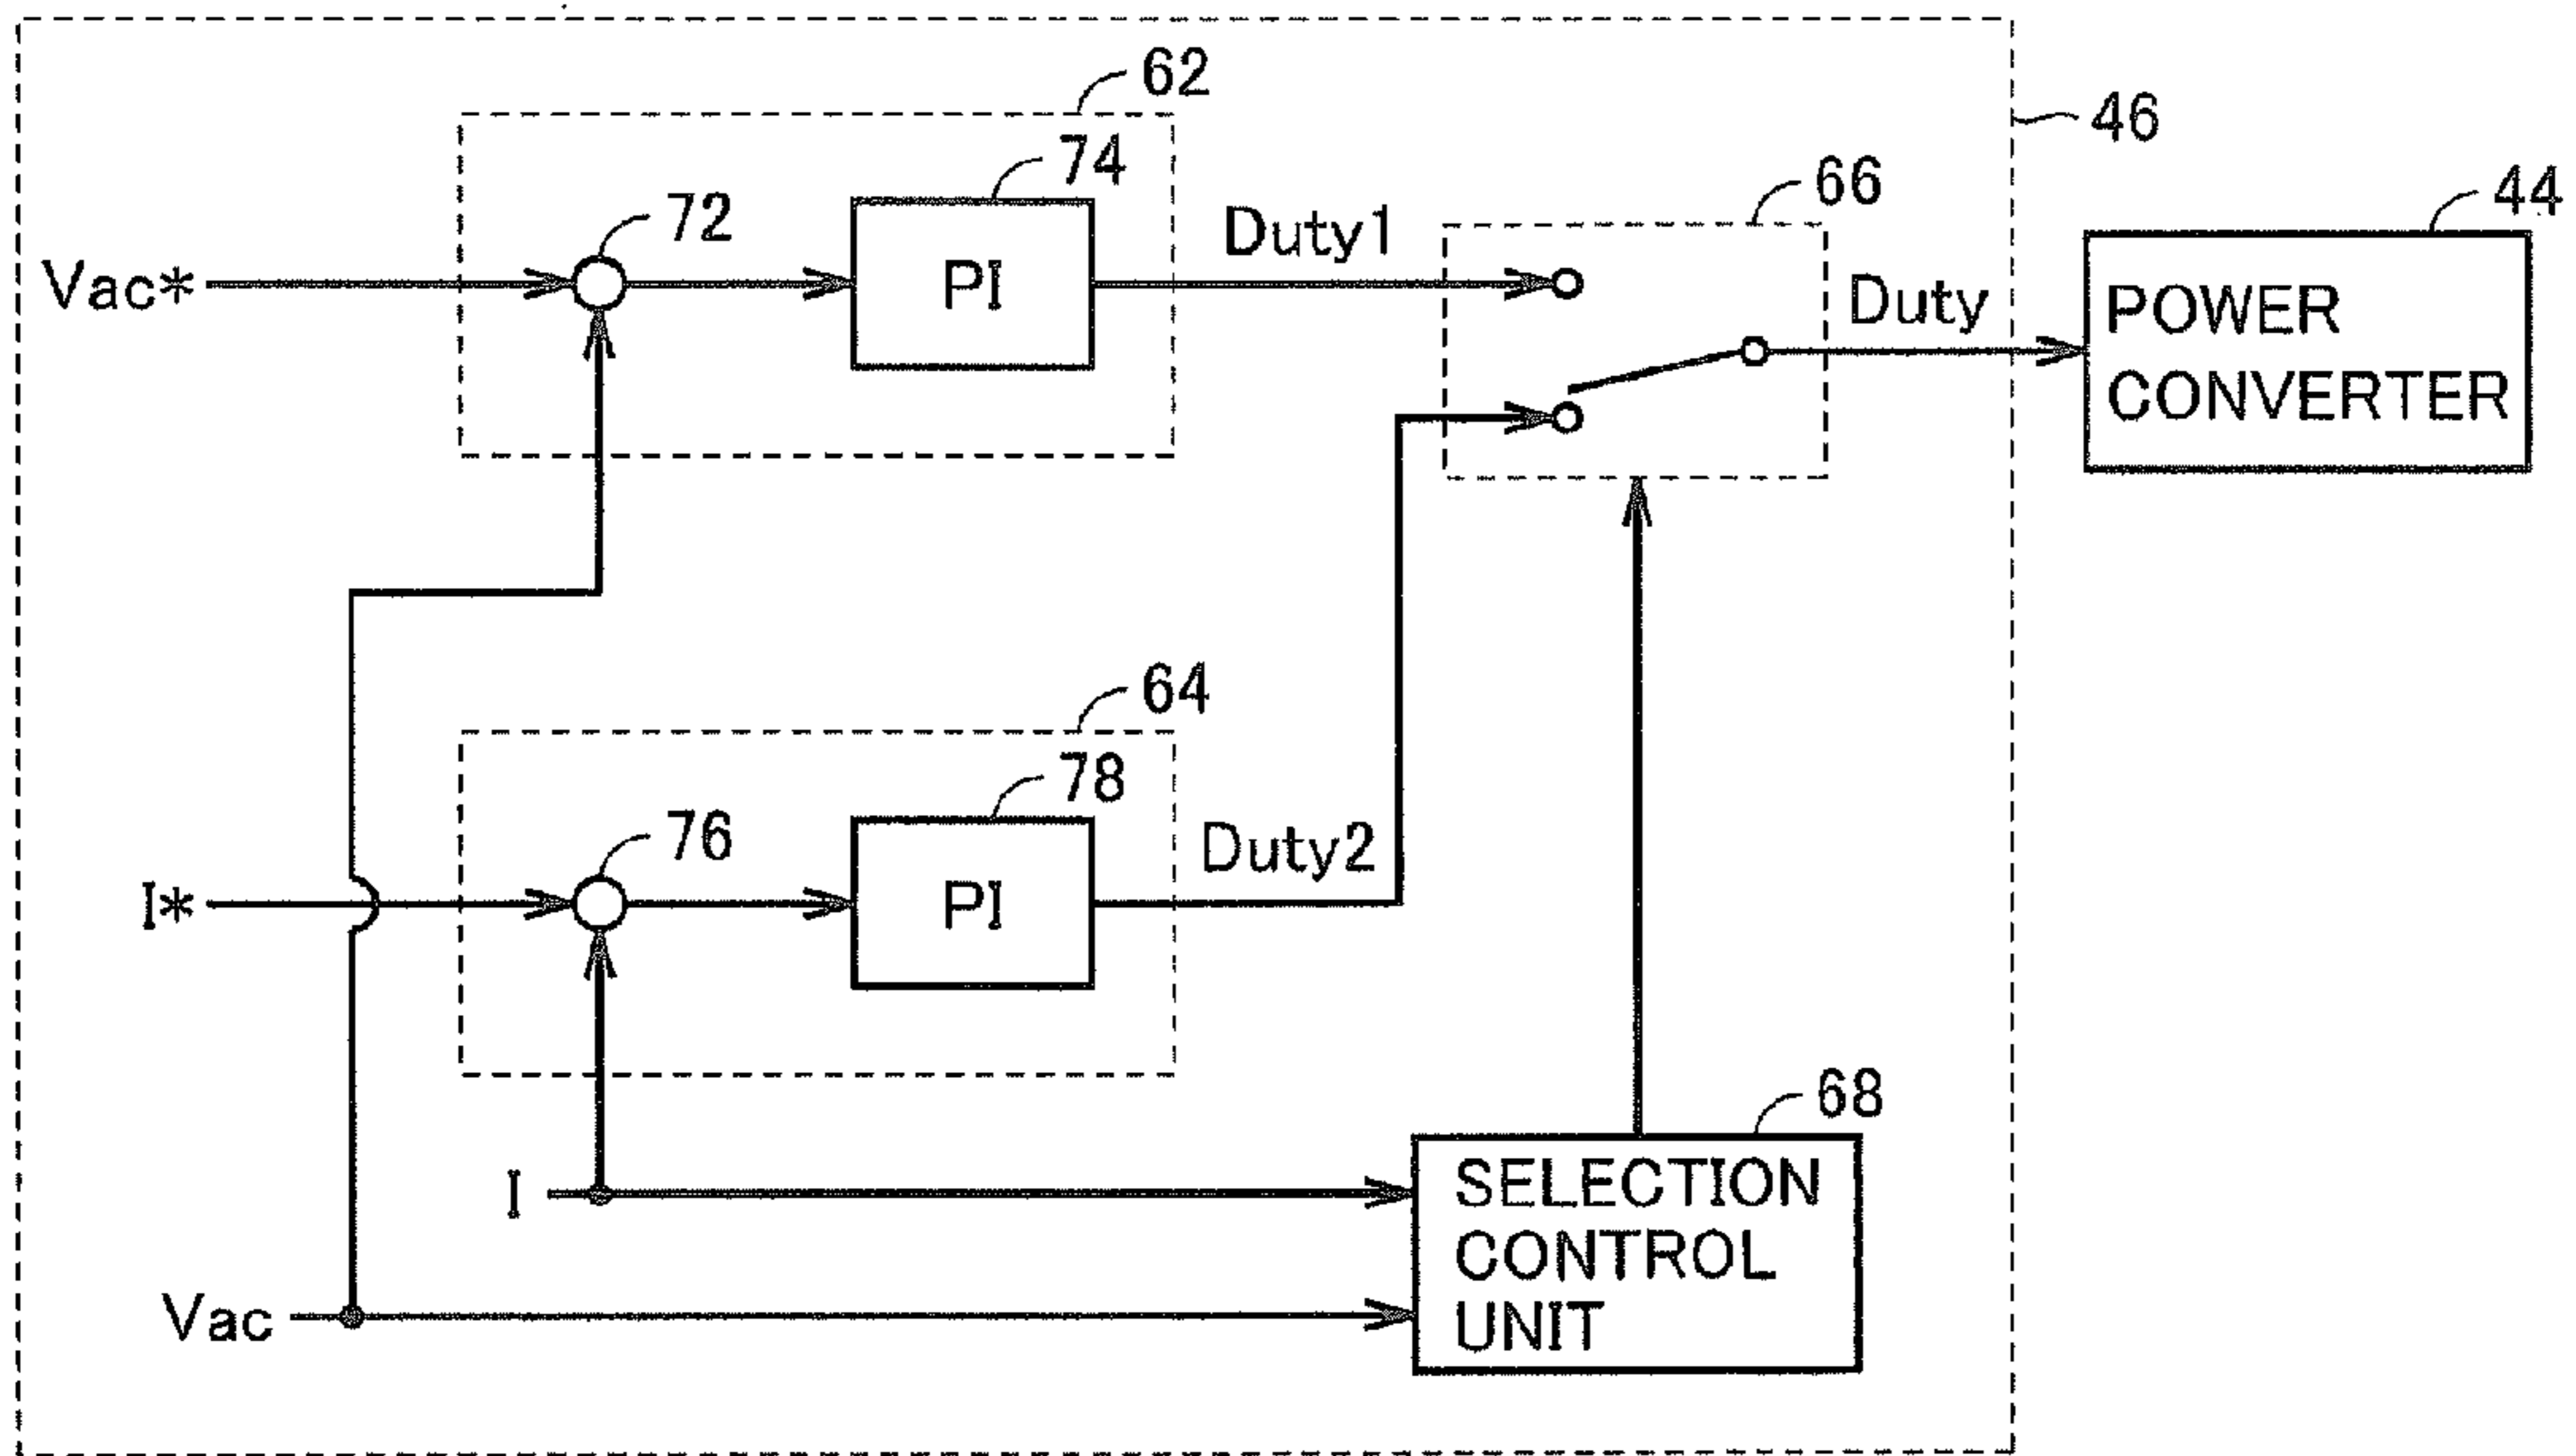 62
46
74
66
44
72
Duty1
Vac*
PI
Duty
POWER
CONVERTER
64
78
76
Duty2
I*
PI
68
I
SELECTION
CONTROL
UNIT
Vac